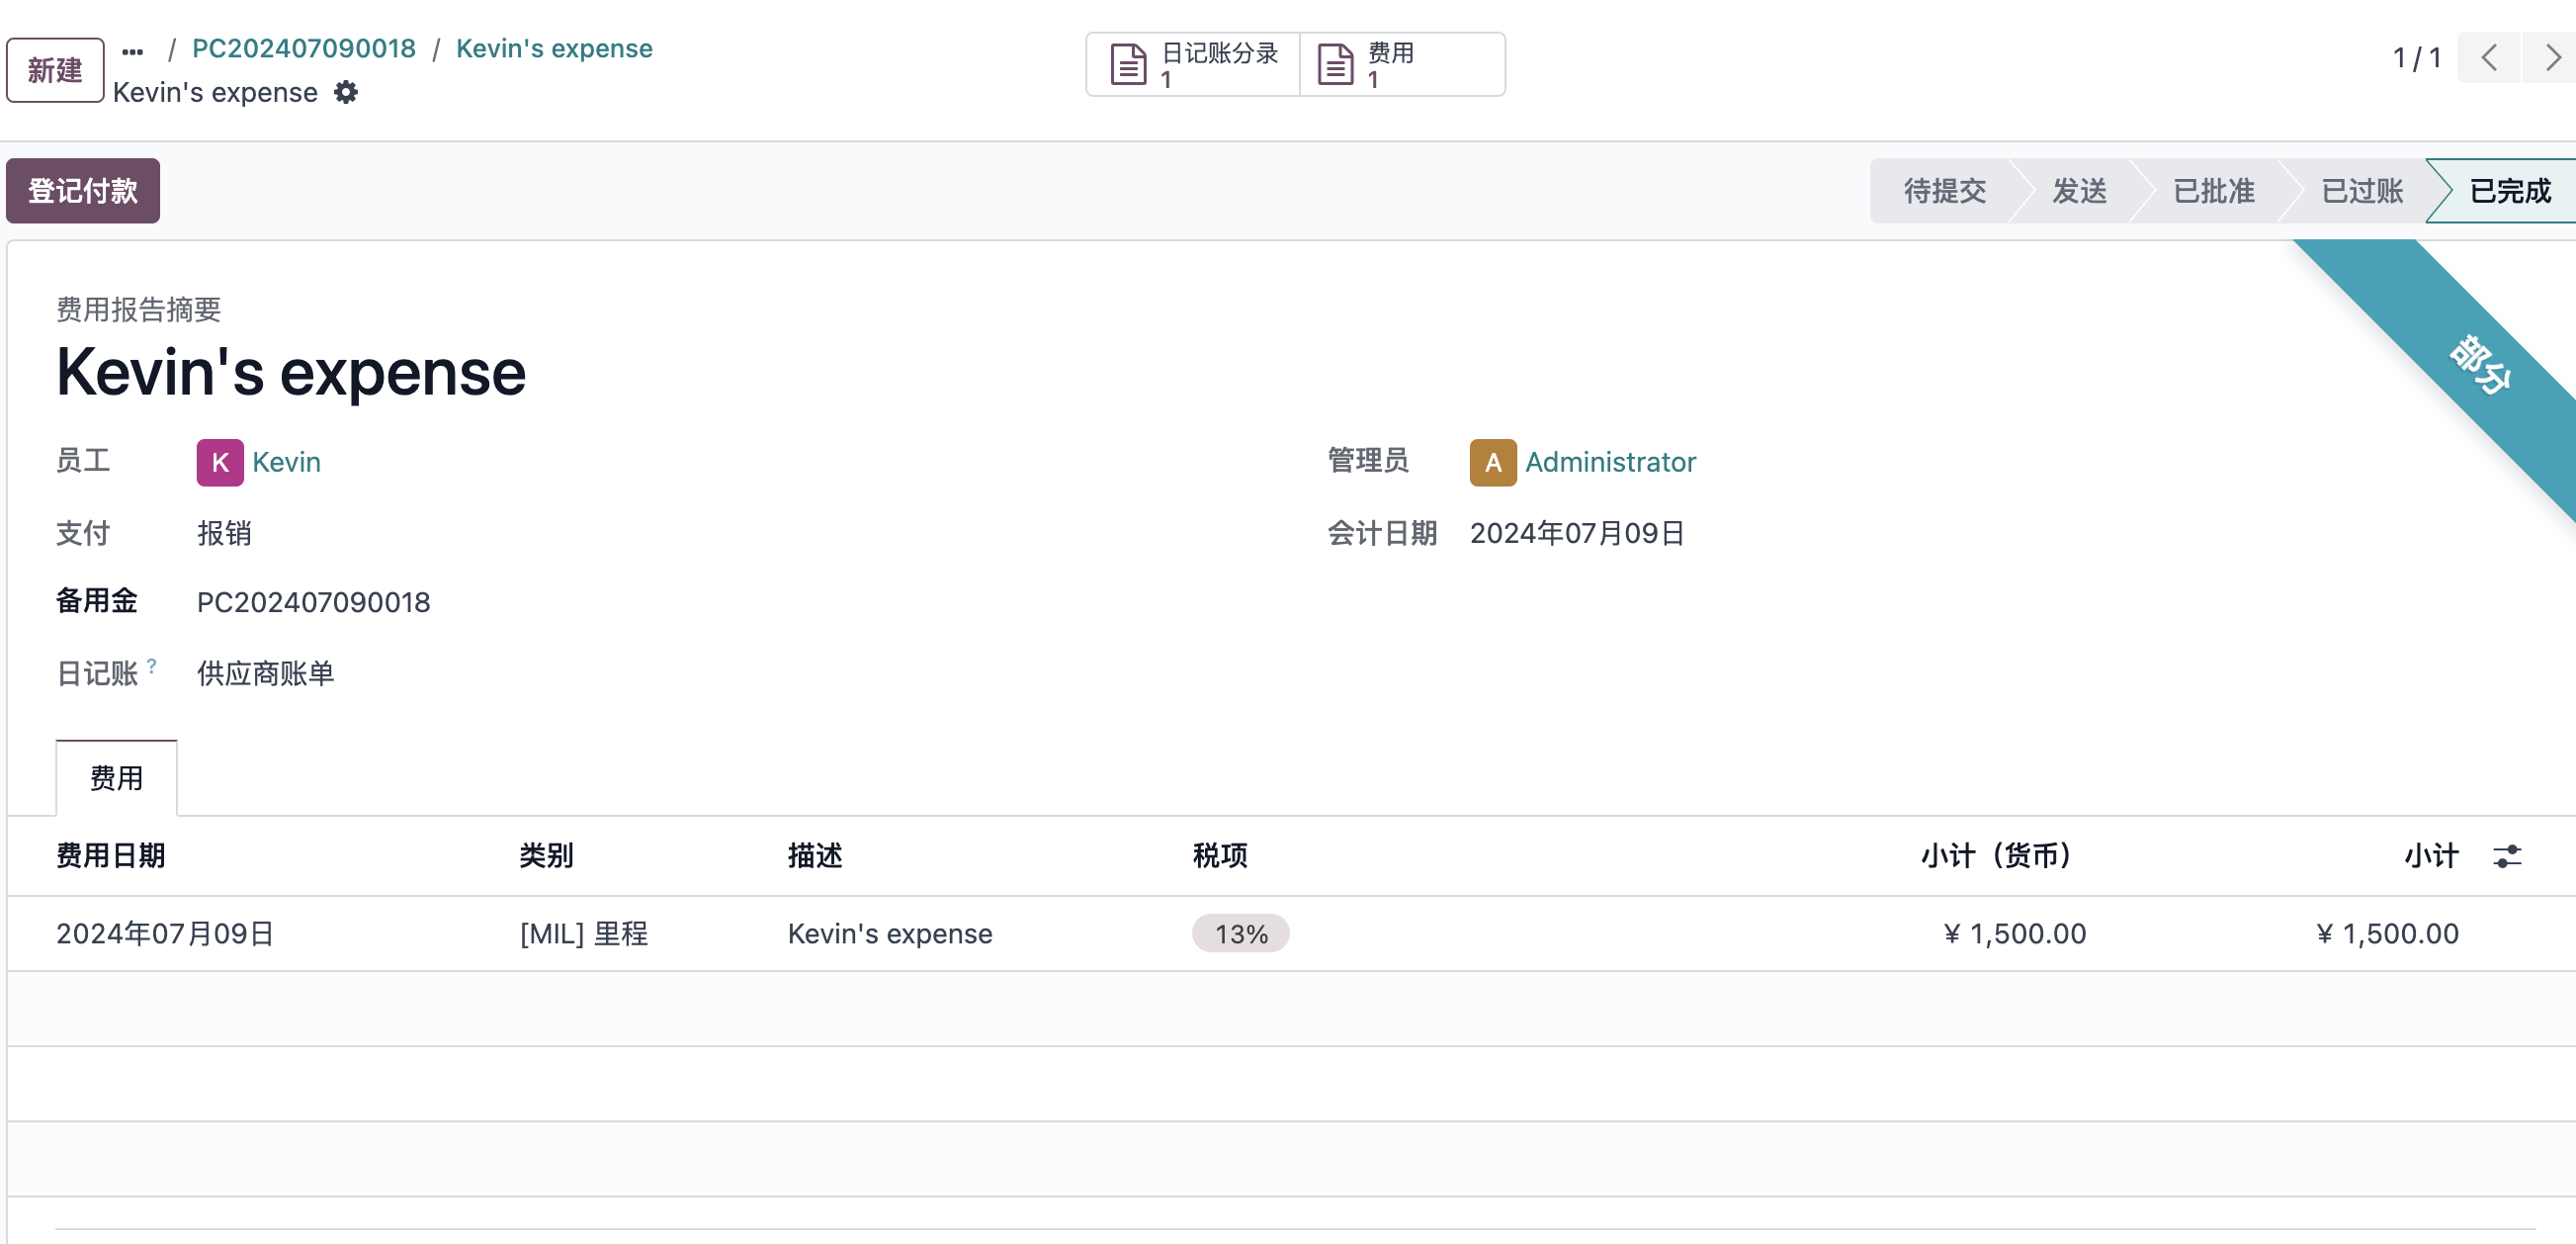 新建
... / PC202407090018 / Kevin's expense
Kevin's expense
日记账分录
1
费用
1
1 / 1
登记付款
待提交
发送
已批准
已过账
已完成
部分
费用报告摘要
Kevin's expense
员工 K Kevin
管理员 A Administrator
支付 报销
会计日期 2024年07月09日
备用金 PC202407090018
日记账 ? 供应商账单
费用
费用日期 类别 描述 税项 小计（货币） 小计
2024年07月09日 [MIL] 里程 Kevin's expense 13% ¥ 1,500.00 ¥ 1,500.00